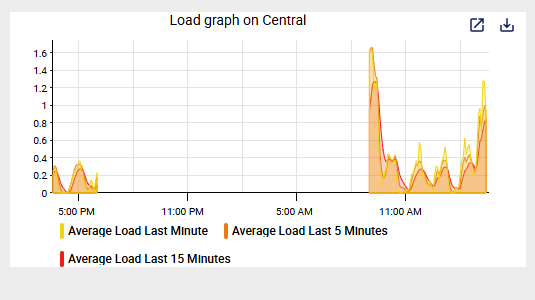 Load graph on Central
1.6
1.4
1.2
1
0.8
0.6
0.4
0.2
0
5:00 PM 11:00 PM 5:00 AM 11:00 AM
Average Load Last Minute Average Load Last 5 Minutes
Average Load Last 15 Minutes